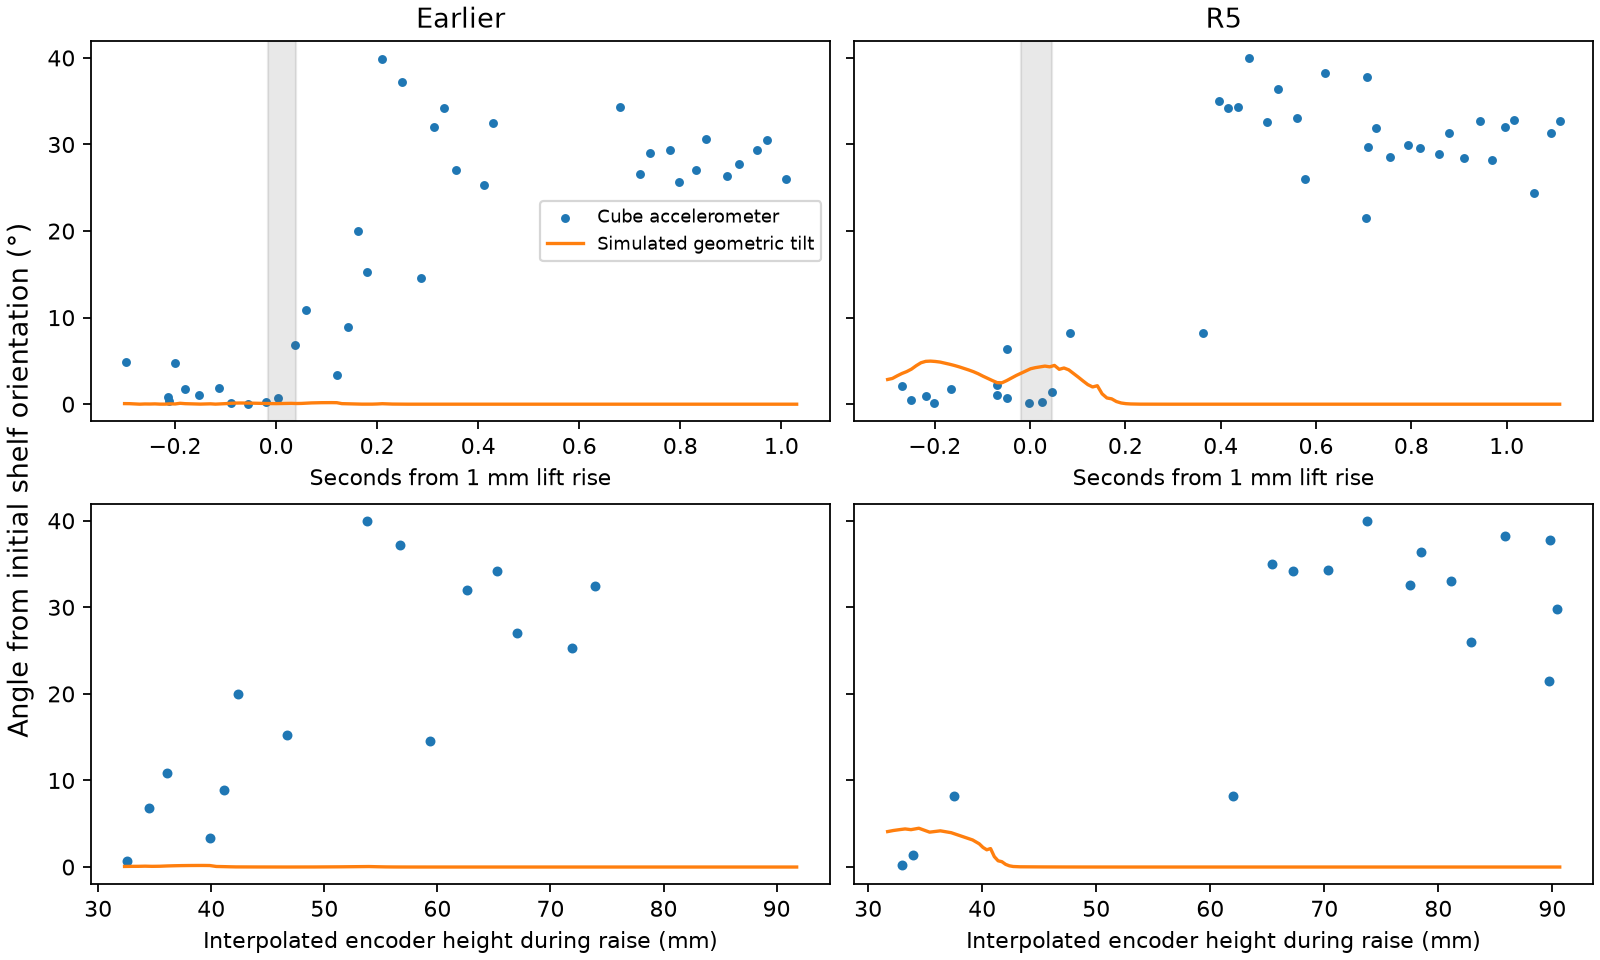 Earlier
R5
Angle from initial shelf orientation (°)
40
30
20
10
0
Cube accelerometer
Simulated geometric tilt
−0.2 0.0 0.2 0.4 0.6 0.8 1.0
Seconds from 1 mm lift rise
−0.2 0.0 0.2 0.4 0.6 0.8 1.0
Seconds from 1 mm lift rise
40
30
20
10
0
30 40 50 60 70 80 90
Interpolated encoder height during raise (mm)
30 40 50 60 70 80 90
Interpolated encoder height during raise (mm)